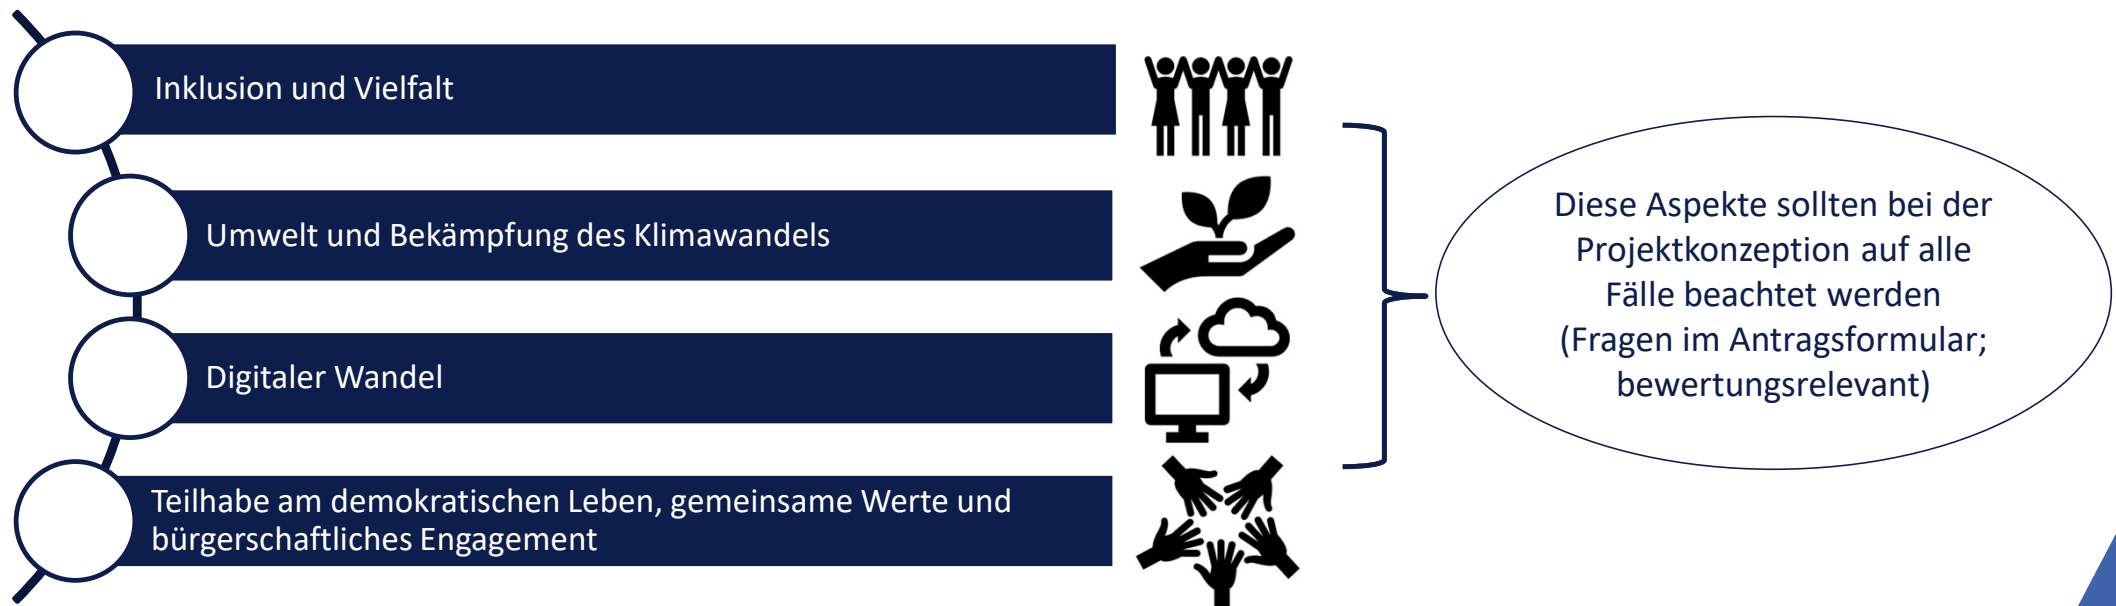 Inklusion und Vielfalt
Umwelt und Bekämpfung des Klimawandels
Digitaler Wandel
Teilhabe am demokratischen Leben, gemeinsame Werte und
bürgerschaftliches Engagement
Diese Aspekte sollten bei der
Projektkonzeption auf alle
Fälle beachtet werden
(Fragen im Antragsformular;
bewertungsrelevant)